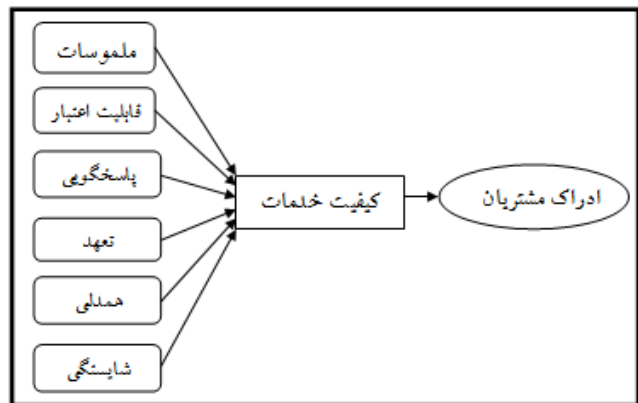 ملموسات
قابلیت اعتبار
پاسخگویی
تعهد
همدلی
شایستگی
کیفیت خدمات
ادراک مشتریان